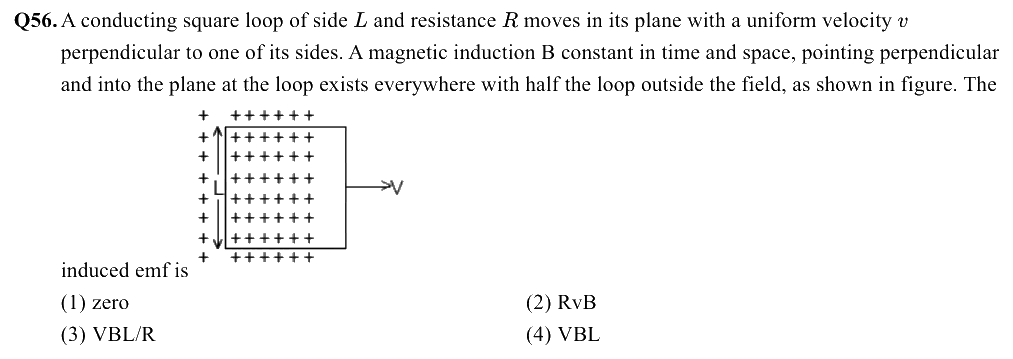 Q56. A conducting square loop of side L and resistance R moves in its plane with a uniform velocity v
perpendicular to one of its sides. A magnetic induction B constant in time and space, pointing perpendicular
and into the plane at the loop exists everywhere with half the loop outside the field, as shown in figure. The
+ ++++++
+ ++++++
+ ++++++
+ ++++++
L
+ ++++++
+ ++++++
+ ++++++
+ ++++++
V
induced emf is
(1) zero (2) RvB
(3) VBL/R (4) VBL